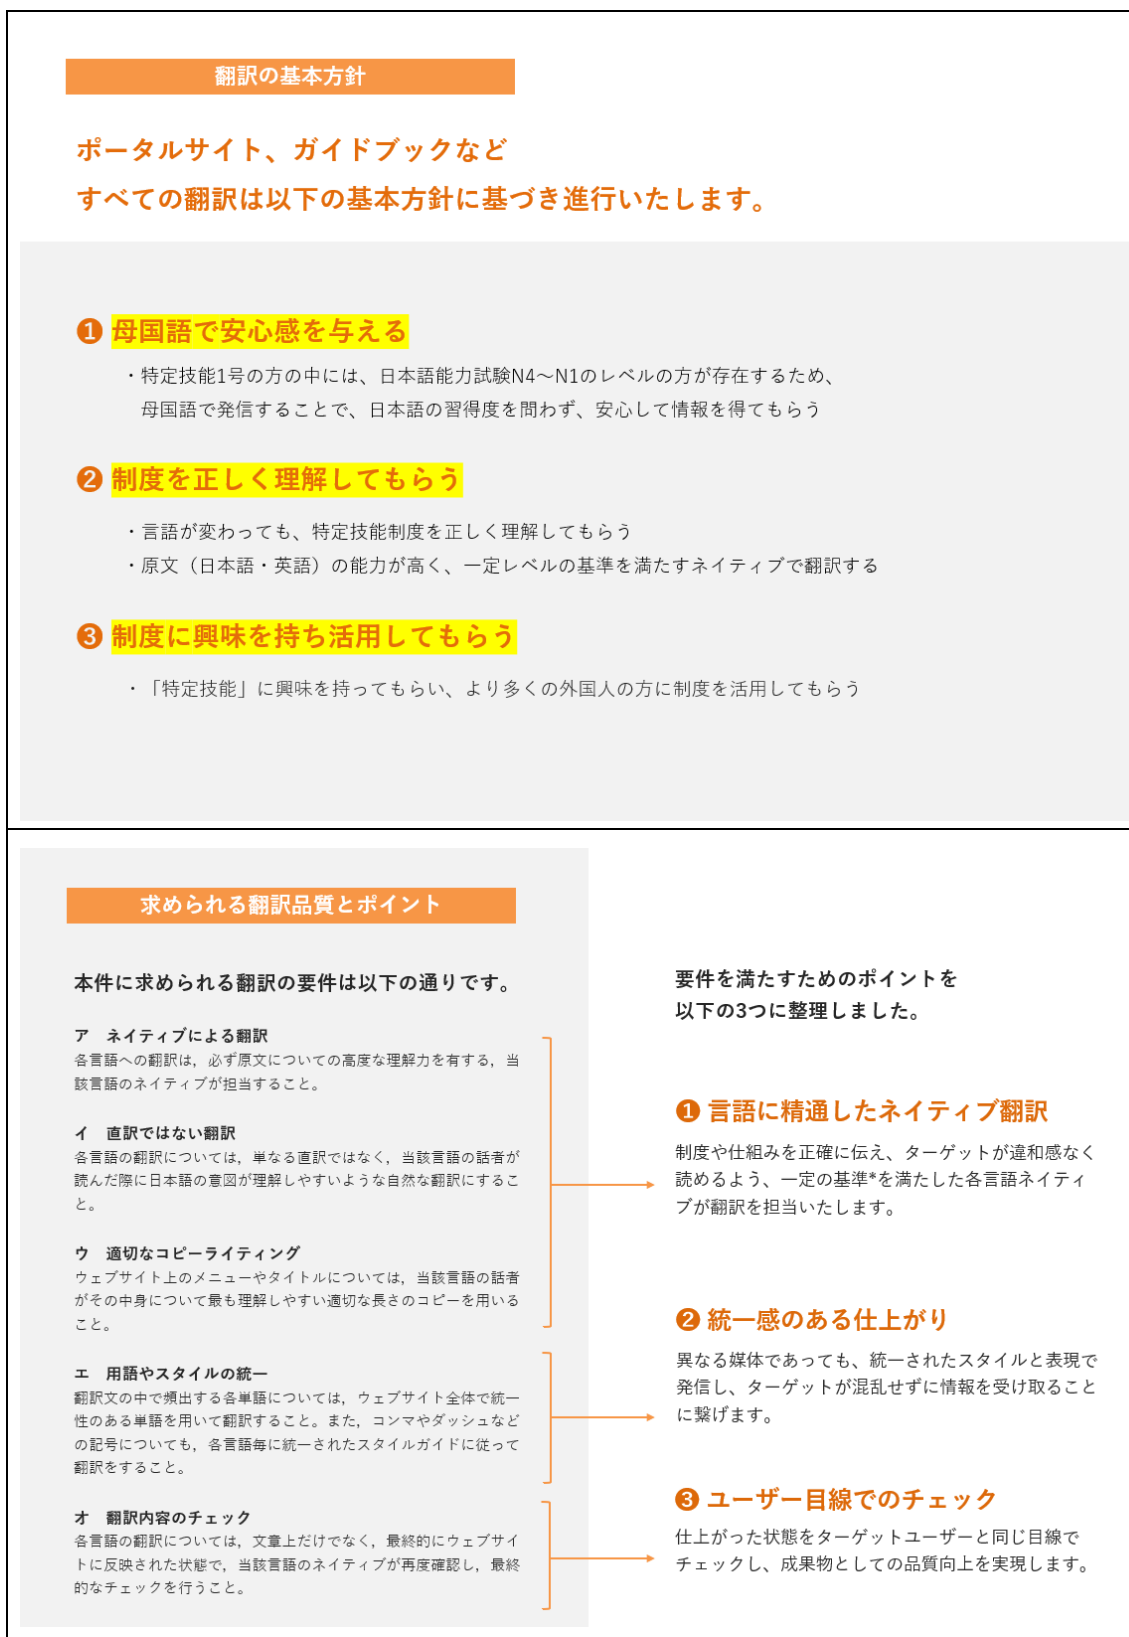 翻訳の基本方針
ポータルサイト、ガイドブックなど
すべての翻訳は以下の基本方針に基づき進行いたします。
❶ 母国語で安心感を与える
・特定技能1号の方の中には、日本語能力試験N4～N1のレベルの方が存在するため、
母国語で発信することで、日本語の習得度を問わず、安心して情報を得てもらう
❷ 制度を正しく理解してもらう
・言語が変わっても、特定技能制度を正しく理解してもらう
・原文（日本語・英語）の能力が高く、一定レベルの基準を満たすネイティブで翻訳する
❸ 制度に興味を持ち活用してもらう
・「特定技能」に興味を持ってもらい、より多くの外国人の方に制度を活用してもらう
求められる翻訳品質とポイント
本件に求められる翻訳の要件は以下の通りです。
ア　ネイティブによる翻訳
各言語への翻訳は，必ず原文についての高度な理解力を有する，当
該言語のネイティブが担当すること。
イ　直訳ではない翻訳
各言語の翻訳については，単なる直訳ではなく，当該言語の話者が
読んだ際に日本語の意図が理解しやすいような自然な翻訳にするこ
と。
ウ　適切なコピーライティング
ウェブサイト上のメニューやタイトルについては，当該言語の話者
がその中身について最も理解しやすい適切な長さのコピーを用いる
こと。
エ　用語やスタイルの統一
翻訳文の中で頻出する各単語については，ウェブサイト全体で統一
性のある単語を用いて翻訳すること。また，コンマやダッシュなど
の記号についても，各言語毎に統一されたスタイルガイドに従って
翻訳をすること。
オ　翻訳内容のチェック
各言語の翻訳については，文章上だけでなく，最終的にウェブサイ
トに反映された状態で，当該言語のネイティブが再度確認し，最終
的なチェックを行うこと。
要件を満たすためのポイントを
以下の3つに整理しました。
❶ 言語に精通したネイティブ翻訳
制度や仕組みを正確に伝え、ターゲットが違和感なく
読めるよう、一定の基準*を満たした各言語ネイティ
ブが翻訳を担当いたします。
❷ 統一感のある仕上がり
異なる媒体であっても、統一されたスタイルと表現で
発信し、ターゲットが混乱せずに情報を受け取ること
に繋げます。
❸ ユーザー目線でのチェック
仕上がった状態をターゲットユーザーと同じ目線で
チェックし、成果物としての品質向上を実現します。